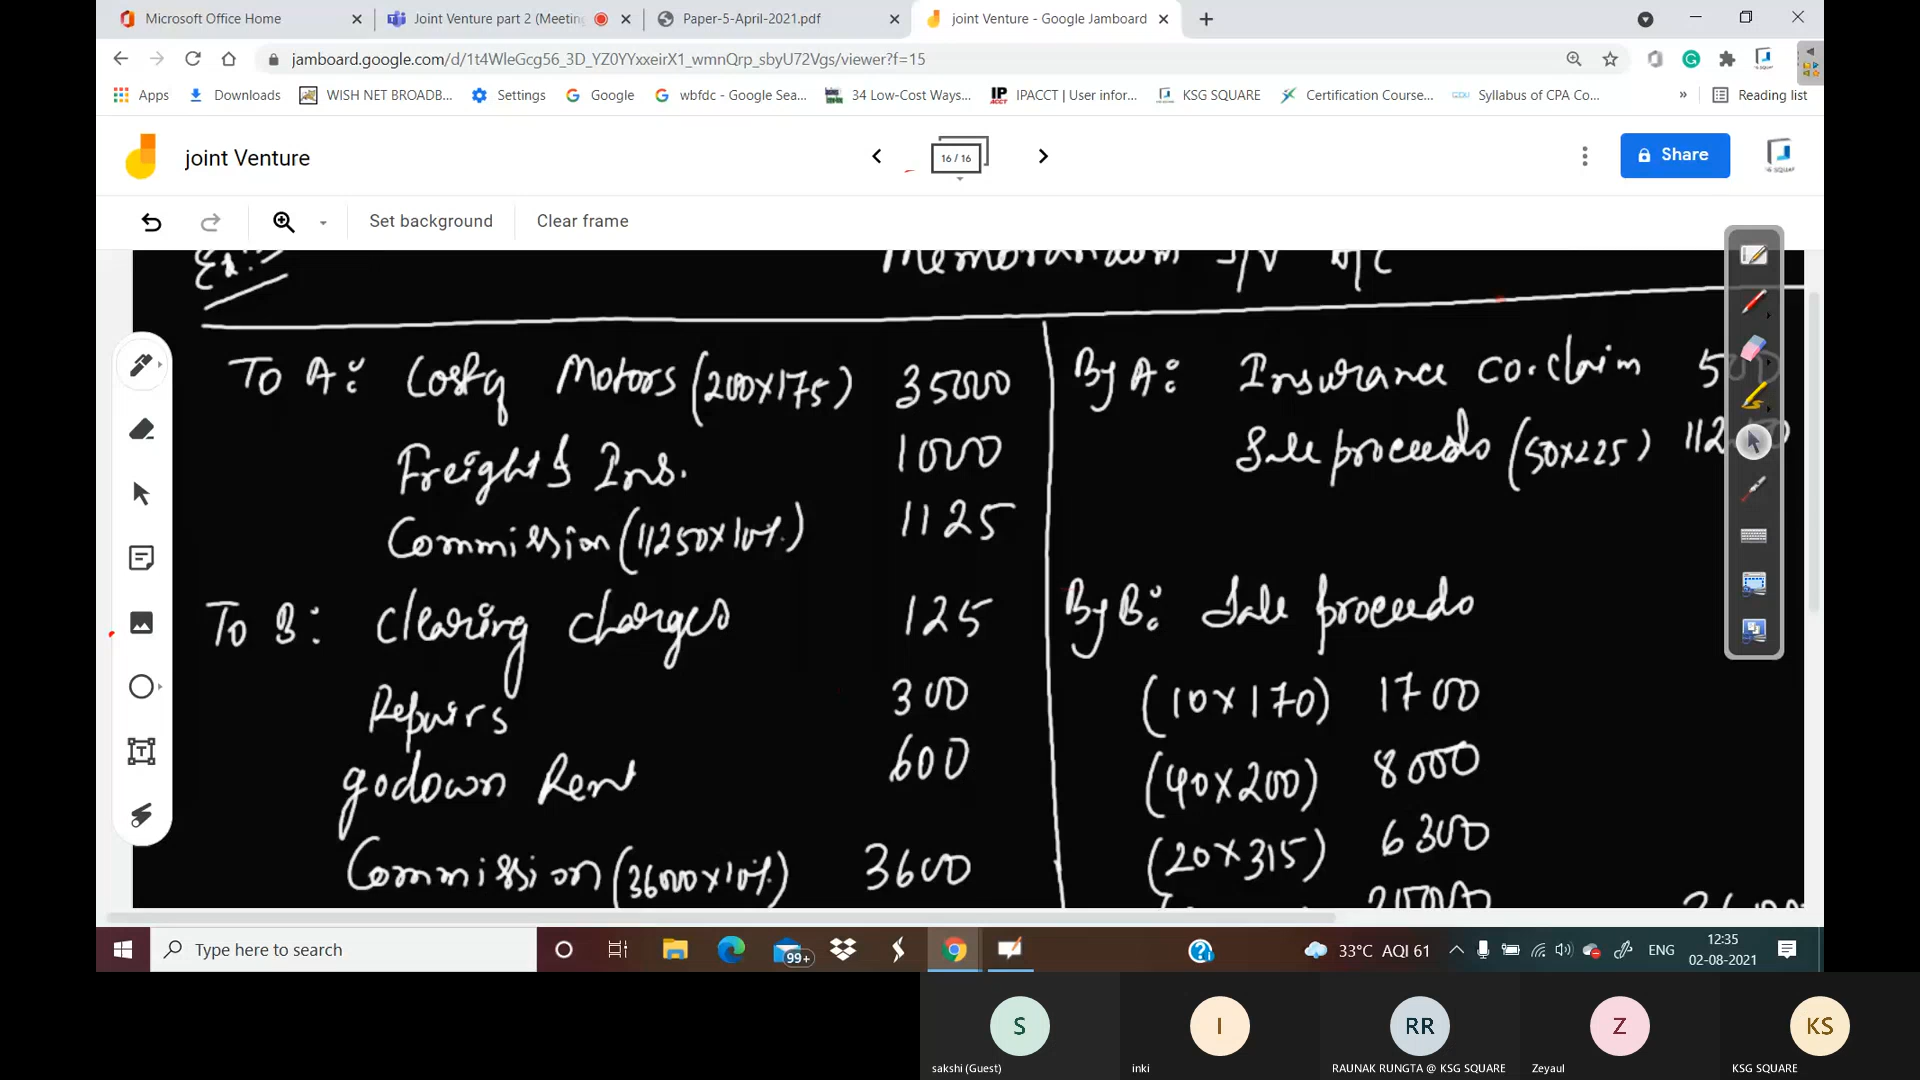 Microsoft Office Home
Joint Venture part 2 (Meeting
Paper-5-April-2021.pdf
joint Venture - Google Jamboard
jamboard.google.com/d/1t4WleGcg56_3D_YZ0YYxxeirX1_wmnQrp_sbyU72Vgs/viewer?f=15
Apps Downloads WISH NET BROADB... Settings Google wbfdc - Google Sea... 34 Low-Cost Ways... IPACCT | User infor... KSG SQUARE Certification Course... Syllabus of CPA Co... » Reading list
joint Venture
16 / 16
Share
Set background Clear frame
Memorandum J/V A/C
To A: Cost of Motors (200x175) 35000
Freight & Ins. 1000
Commission (11250x10%) 1125
To B: Clearing charges 125
Repairs 300
godown Rent 600
Commission (36000x10%) 3600
By A: Insurance co. claim
Sale proceeds (50x225)
By B: Sale proceeds
(10x170) 1700
(40x200) 8000
(20x315) 6300
Type here to search
99+
33°C AQI 61
ENG
12:35
02-08-2021
S
sakshi (Guest)
I
inki
RR
RAUNAK RUNGTA @ KSG SQUARE
Z
Zeyaul
KS
KSG SQUARE